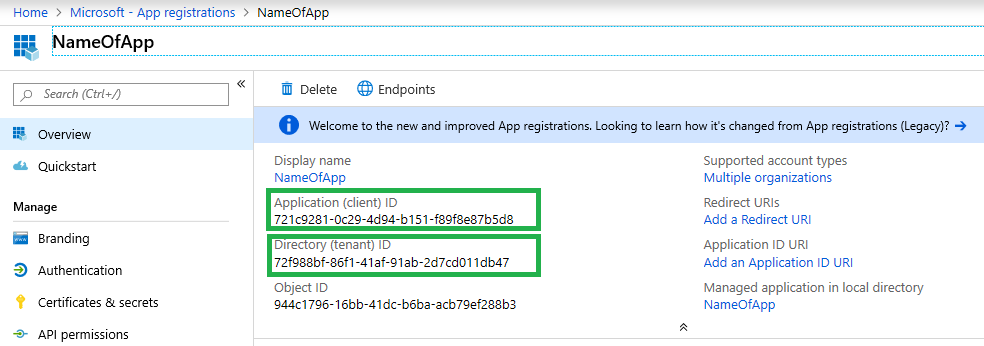 Home > Microsoft - App registrations > NameOfApp
NameOfApp
Search (Ctrl+/)
Overview
Quickstart
Manage
Branding
Authentication
Certificates & secrets
API permissions
Delete
Endpoints
Welcome to the new and improved App registrations. Looking to learn how it's changed from App registrations (Legacy)? →
Display name
NameOfApp
Application (client) ID
721c9281-0c29-4d94-b151-f89f8e87b5d8
Directory (tenant) ID
72f988bf-86f1-41af-91ab-2d7cd011db47
Object ID
944c1796-16bb-41dc-b6ba-acb79ef288b3
Supported account types
Multiple organizations
Redirect URIs
Add a Redirect URI
Application ID URI
Add an Application ID URI
Managed application in local directory
NameOfApp